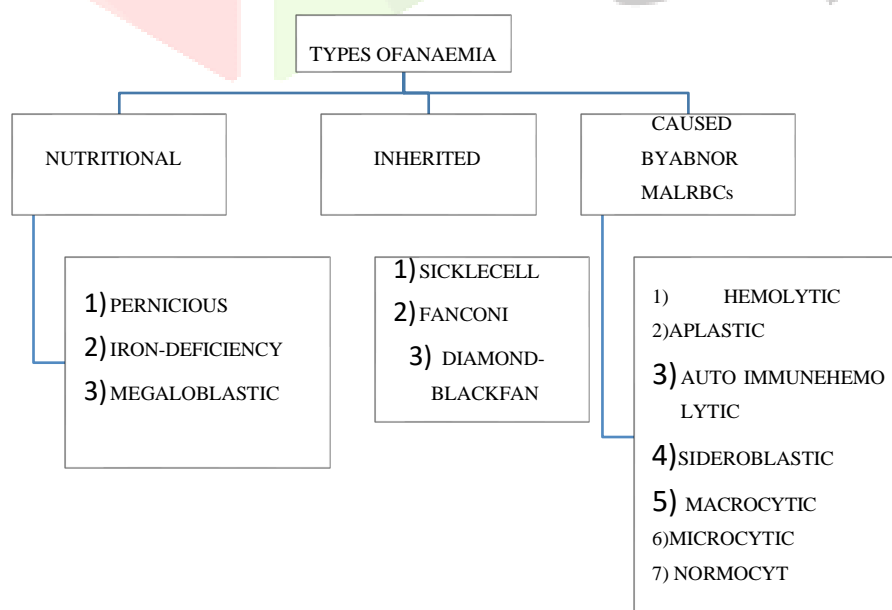 TYPES OFANAEMIA
NUTRITIONAL
INHERITED
CAUSED
BYABNOR
MALRBCs
1) PERNICIOUS
2) IRON-DEFICIENCY
3) MEGALOBLASTIC
1) SICKLECELL
2) FANCONI
3) DIAMOND-
BLACKFAN
1) HEMOLYTIC
2)APLASTIC
3) AUTO IMMUNEHEMO
LYTIC
4) SIDEROBLASTIC
5) MACROCYTIC
6)MICROCYTIC
7) NORMOCYT